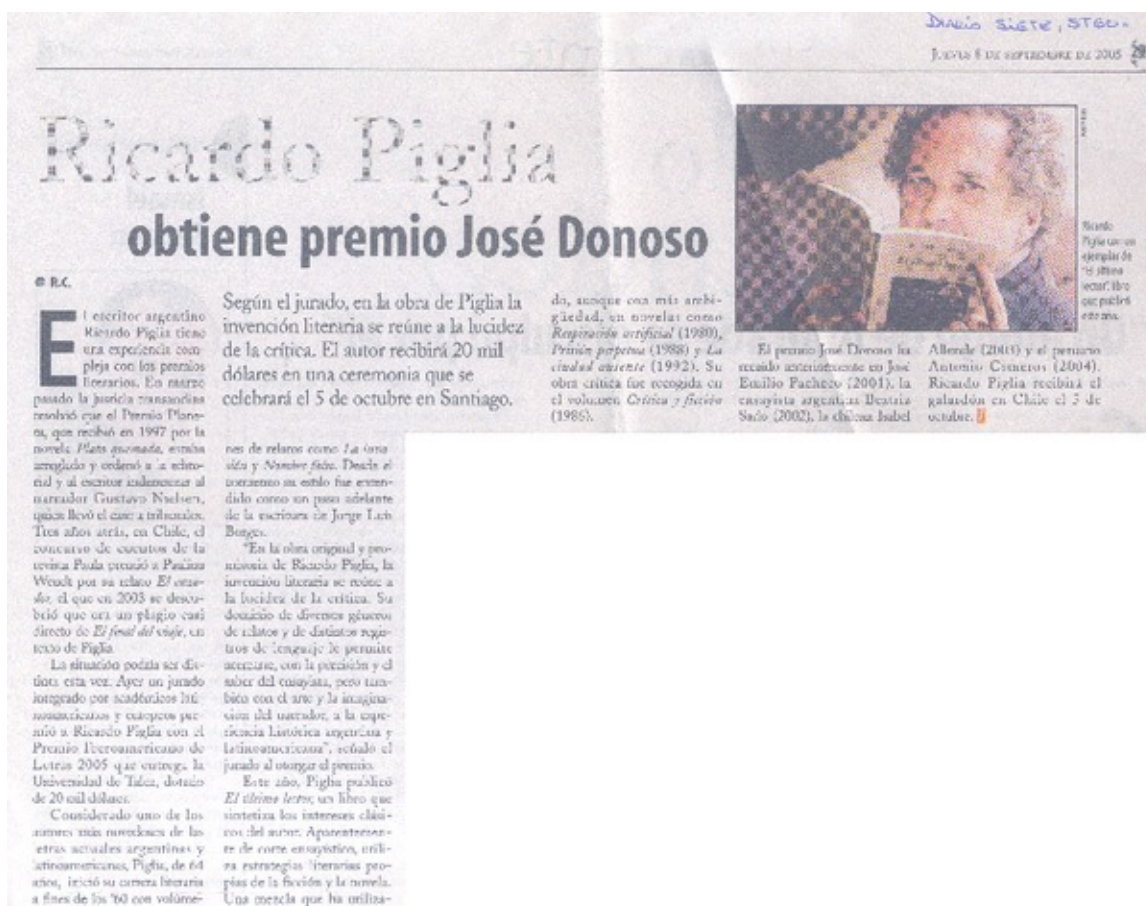 DIARIO SIETE, STGO.
JUEVES 8 DE SEPTIEMBRE DE 2005
Ricardo Piglia
obtiene premio José Donoso
R.C.
Según el jurado, en la obra de Piglia la
invención literaria se reúne a la lucidez
de la crítica. El autor recibirá 20 mil
dólares en una ceremonia que se
celebrará el 5 de octubre en Santiago.
El escritor argentino
Ricardo Piglia tiene
una experiencia com-
pleja con los premios
literarios. En marzo
pasado la justicia transandina
resolvió que el Premio Plane-
ta, que recibió en 1997 por la
novela Plata quemada, estaba
arreglado y ordenó a la edito-
rial y al escritor indemnizar al
narrador Gustavo Nielsen,
quien llevó el caso a tribunales.
Tres años atrás, en Chile, el
concurso de cuentos de la
revista Paula premió a Paulina
Wendt por su relato El
el que en 2003 se descu-
brió que era un plagio casi
directo de El final del viaje, un
texto de Piglia.
La situación podría ser dis-
tinta esta vez. Ayer un jurado
integrado por académicos lati-
noamericanos y europeos pre-
mió a Ricardo Piglia con el
Premio Iberoamericano de
Letras 2005 que entrega la
Universidad de Talca, dotado
de 20 mil dólares.
Considerado uno de los
autores más novedosos de las
letras actuales argentinas y
latinoamericanas, Piglia, de 64
años, inició su carrera literaria
a fines de los '60 con volúme-
nes de relatos como La inva-
sión y Nombre falso. Desde el
comienzo su estilo fue enten-
dido como un paso adelante
de la escritura de Jorge Luis
Borges.
"En la obra original y pro-
misoria de Ricardo Piglia, la
invención literaria se reúne a
la lucidez de la crítica. Su
dominio de diversos géneros
de relatos y de distintos regis-
tros de lenguaje le permite
acercarse, con la precisión y el
saber del ensayista, pero tam-
bién con el arte y la imagina-
ción del narrador, a la expe-
riencia histórica argentina y
latinoamericana", señaló el
jurado al otorgar el premio.
Este año, Piglia publicó
El último lector, un libro que
sintetiza los intereses clási-
cos del autor. Aparentemen-
te de corte ensayístico, utili-
za estrategias literarias pro-
pias de la ficción y la novela.
Una mezcla que ha utiliza-
do, aunque con más ambi-
güedad, en novelas como
Respiración artificial (1980),
Prisión perpetua (1988) y La
ciudad ausente (1992). Su
obra crítica fue recogida en
el volumen Crítica y ficción
(1986).
El premio José Donoso ha
recaído anteriormente en José
Emilio Pacheco (2001), la
ensayista argentina Beatriz
Sarlo (2002), la chilena Isabel
Allende (2003) y el peruano
Antonio Cisneros (2004).
Ricardo Piglia recibirá el
galardón en Chile el 5 de
octubre.
Ricardo
Piglia con un
ejemplar de
"El último
lector", libro
que publicó
este año.